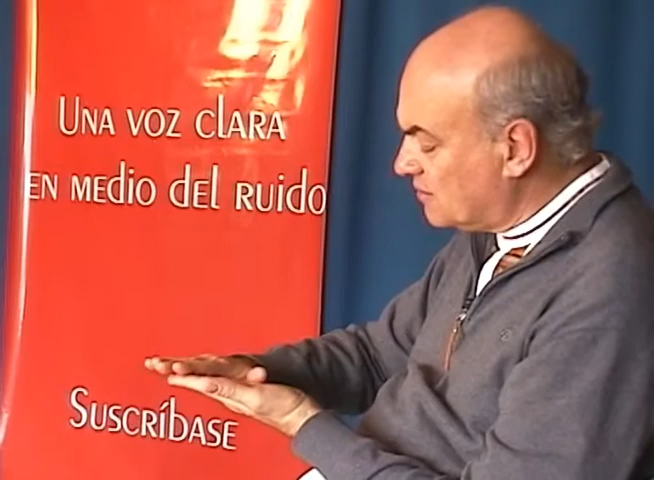 Una voz clara
en medio del ruido
Suscríbase